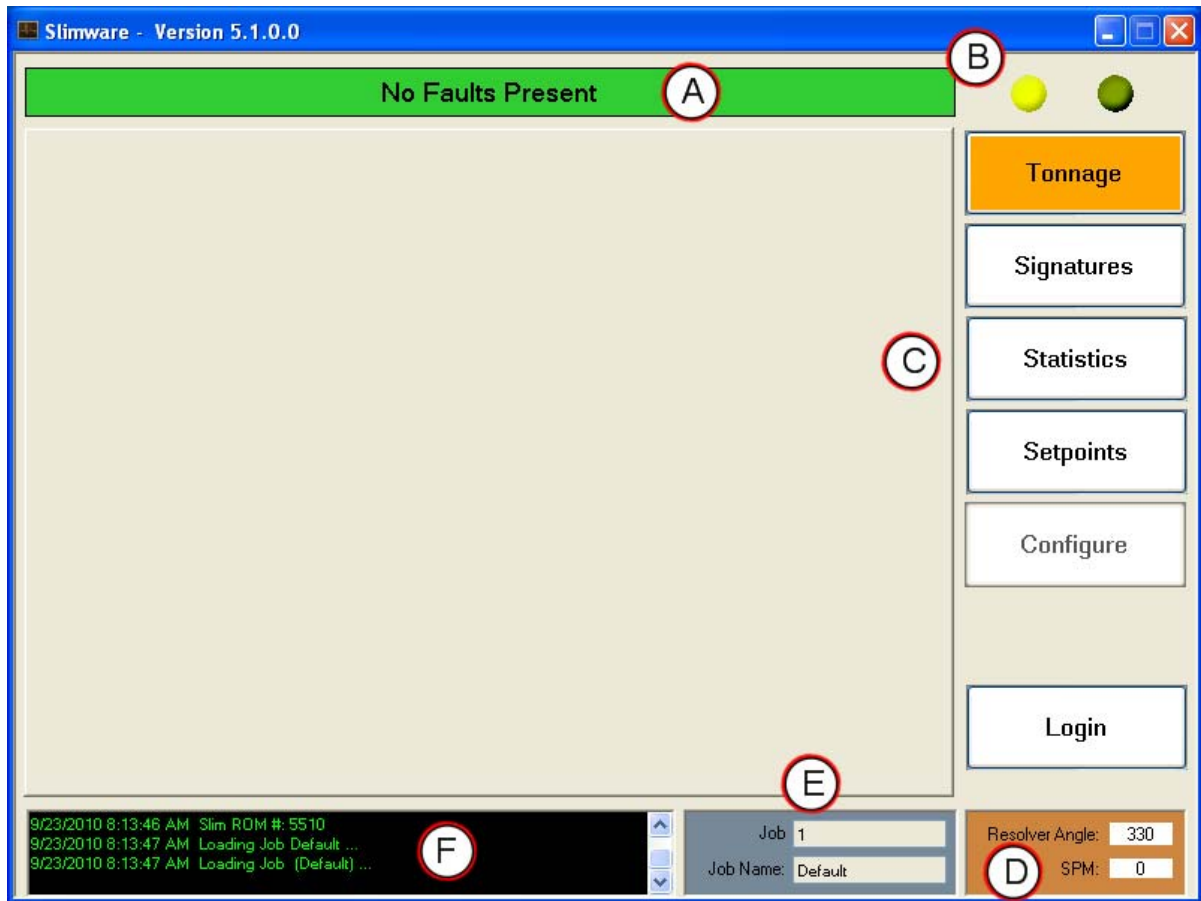 Slimware - Version 5.1.0.0
B
No Faults Present
A
Tonnage
Signatures
C
Statistics
Setpoints
Configure
Login
E
9/23/2010 8:13:46 AM Slim ROM #: 5510
9/23/2010 8:13:47 AM Loading Job Default ...
9/23/2010 8:13:47 AM Loading Job (Default) ...
F
Job 1
Job Name: Default
Resolver Angle: 330
D
SPM: 0